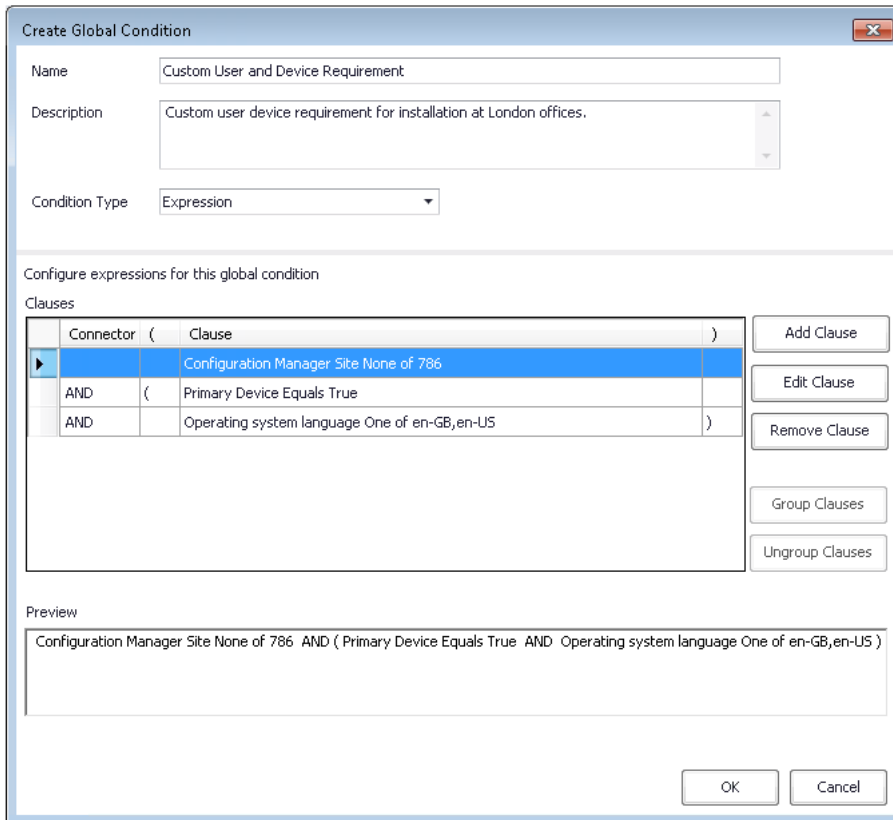 Create Global Condition
Name
Custom User and Device Requirement
Description
Custom user device requirement for installation at London offices.
Condition Type
Expression
Configure expressions for this global condition
Clauses
Connector ( Clause )
Add Clause
Configuration Manager Site None of 786
Edit Clause
AND ( Primary Device Equals True
AND Operating system language One of en-GB,en-US )
Remove Clause
Group Clauses
Ungroup Clauses
Preview
Configuration Manager Site None of 786 AND ( Primary Device Equals True AND Operating system language One of en-GB,en-US )
OK
Cancel